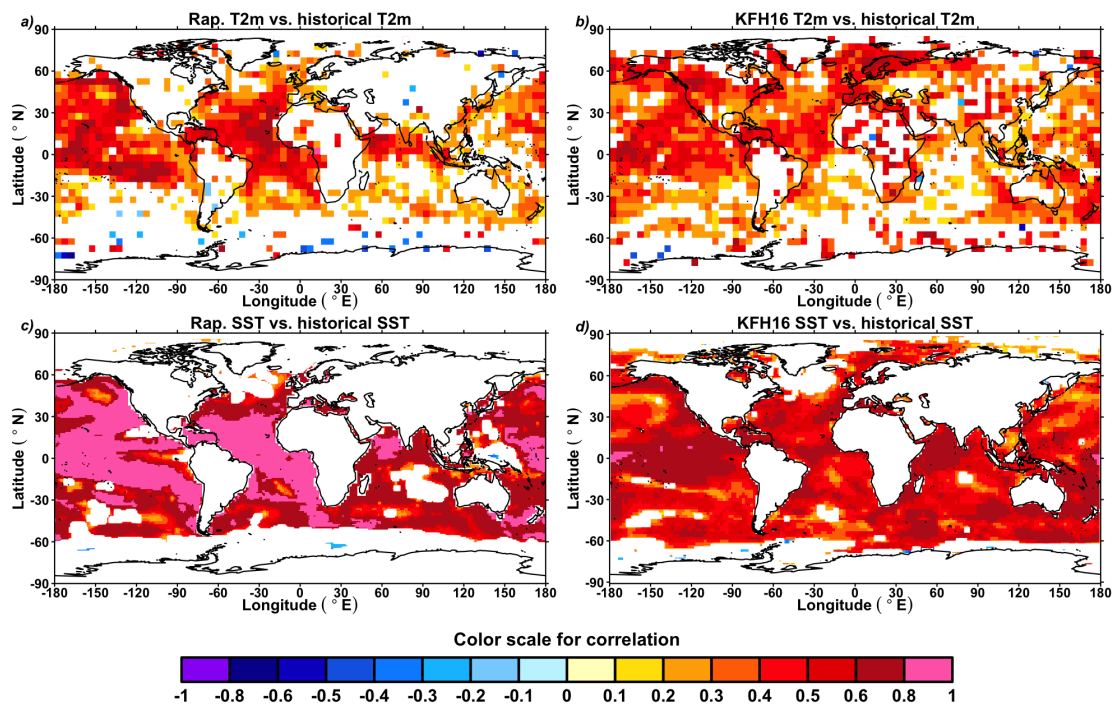 a) Rap. T2m vs. historical T2m
90
60
30
0
-30
-60
-90
Latitude (° N)
-180 -150 -120 -90 -60 -30 0 30 60 90 120 150 180
Longitude (° E)
b) KFH16 T2m vs. historical T2m
90
60
30
0
-30
-60
-90
Latitude (° N)
-180 -150 -120 -90 -60 -30 0 30 60 90 120 150 180
Longitude (° E)
c) Rap. SST vs. historical SST
90
60
30
0
-30
-60
-90
Latitude (° N)
-180 -150 -120 -90 -60 -30 0 30 60 90 120 150 180
Longitude (° E)
d) KFH16 SST vs. historical SST
90
60
30
0
-30
-60
-90
Latitude (° N)
-180 -150 -120 -90 -60 -30 0 30 60 90 120 150 180
Longitude (° E)
Color scale for correlation
-1 -0.8 -0.6 -0.5 -0.4 -0.3 -0.2 -0.1 0 0.1 0.2 0.3 0.4 0.5 0.6 0.8 1